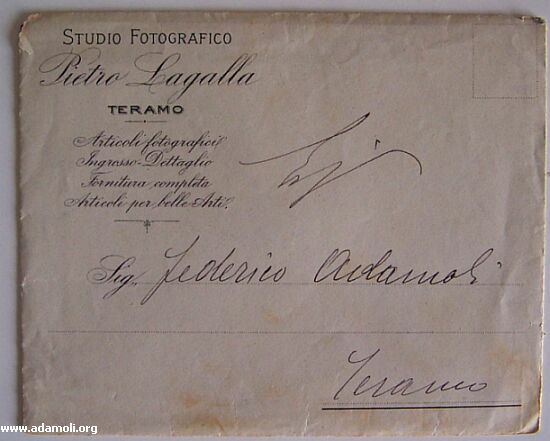 STUDIO FOTOGRAFICO
Pietro Lagalla
TERAMO
Articoli fotografici
Ingrosso-Dettaglio
Fornitura completa
Articoli per belle Arti.
Sig. Federico Adamoli
Teramo
www.adamoli.org